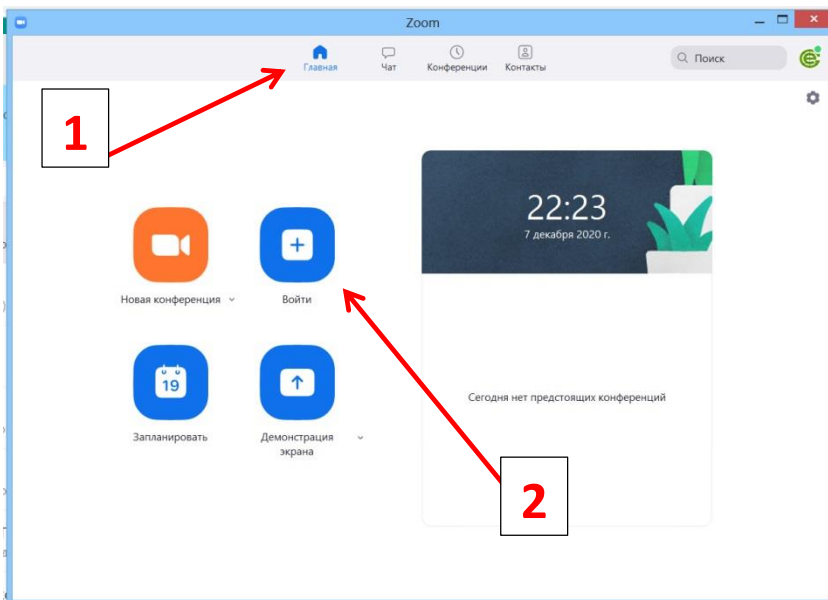 Zoom
Главная
Чат
Конференции
Контакты
Поиск
1
22:23
7 декабря 2020 г.
Новая конференция
Войти
19
Запланировать
Демонстрация
экрана
Сегодня нет предстоящих конференций
2